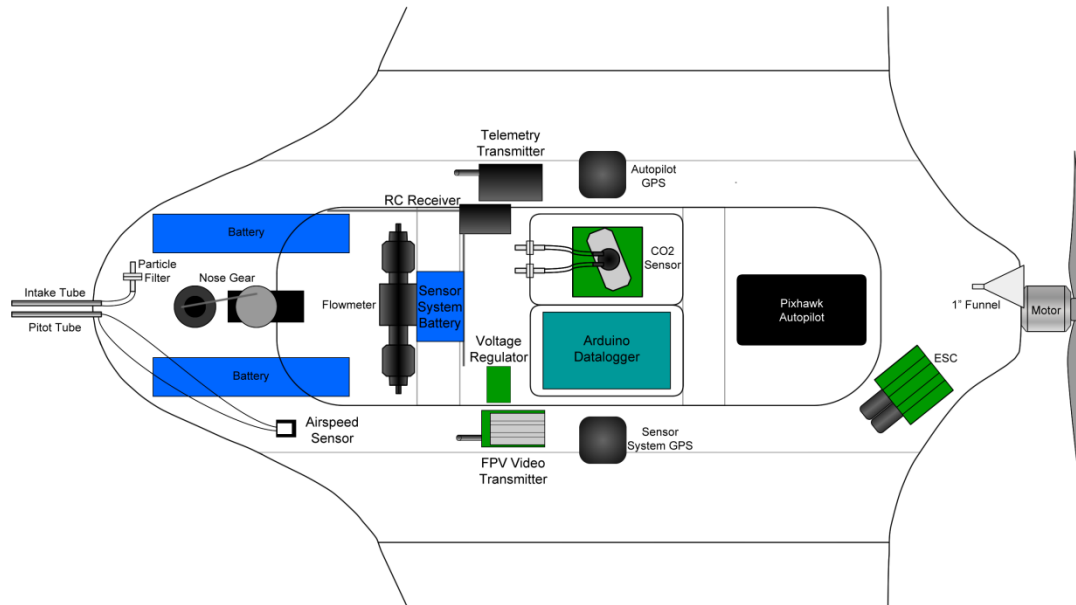 Telemetry
Transmitter
Autopilot
GPS
RC Receiver
Battery
CO2
Sensor
Particle
Filter
Nose Gear
Intake Tube
Pitot Tube
Flowmeter
Sensor
System
Battery
Pixhawk
Autopilot
1" Funnel
Motor
Voltage
Regulator
Arduino
Datalogger
ESC
Battery
Airspeed
Sensor
FPV Video
Transmitter
Sensor
System GPS